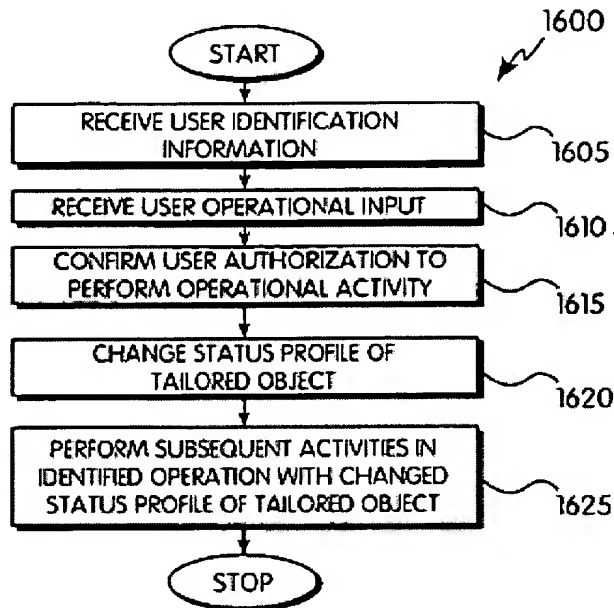 1600
START
RECEIVE USER IDENTIFICATION
INFORMATION
1605
RECEIVE USER OPERATIONAL INPUT
1610
CONFIRM USER AUTHORIZATION TO
PERFORM OPERATIONAL ACTIVITY
1615
CHANGE STATUS PROFILE OF
TAILORED OBJECT
1620
PERFORM SUBSEQUENT ACTIVITIES IN
IDENTIFIED OPERATION WITH CHANGED
STATUS PROFILE OF TAILORED OBJECT
1625
STOP